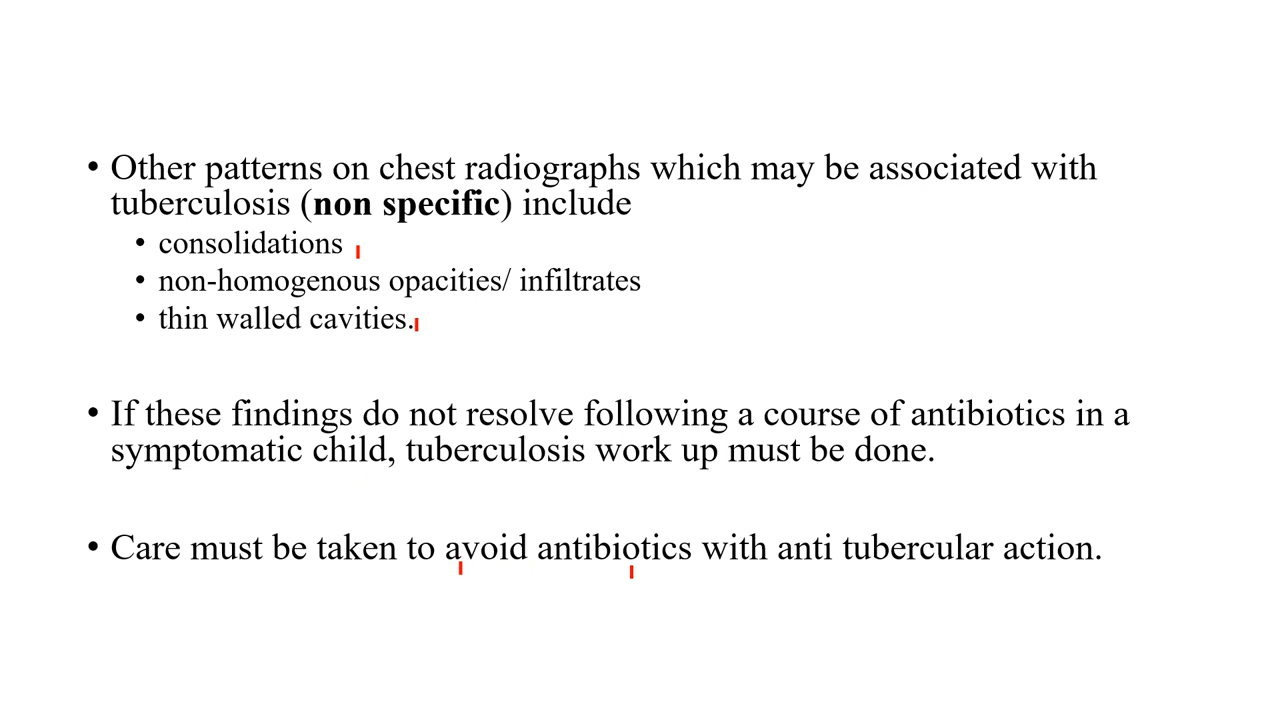 • Other patterns on chest radiographs which may be associated with
tuberculosis (non specific) include
• consolidations
• non-homogenous opacities/ infiltrates
• thin walled cavities.
• If these findings do not resolve following a course of antibiotics in a
symptomatic child, tuberculosis work up must be done.
• Care must be taken to avoid antibiotics with anti tubercular action.